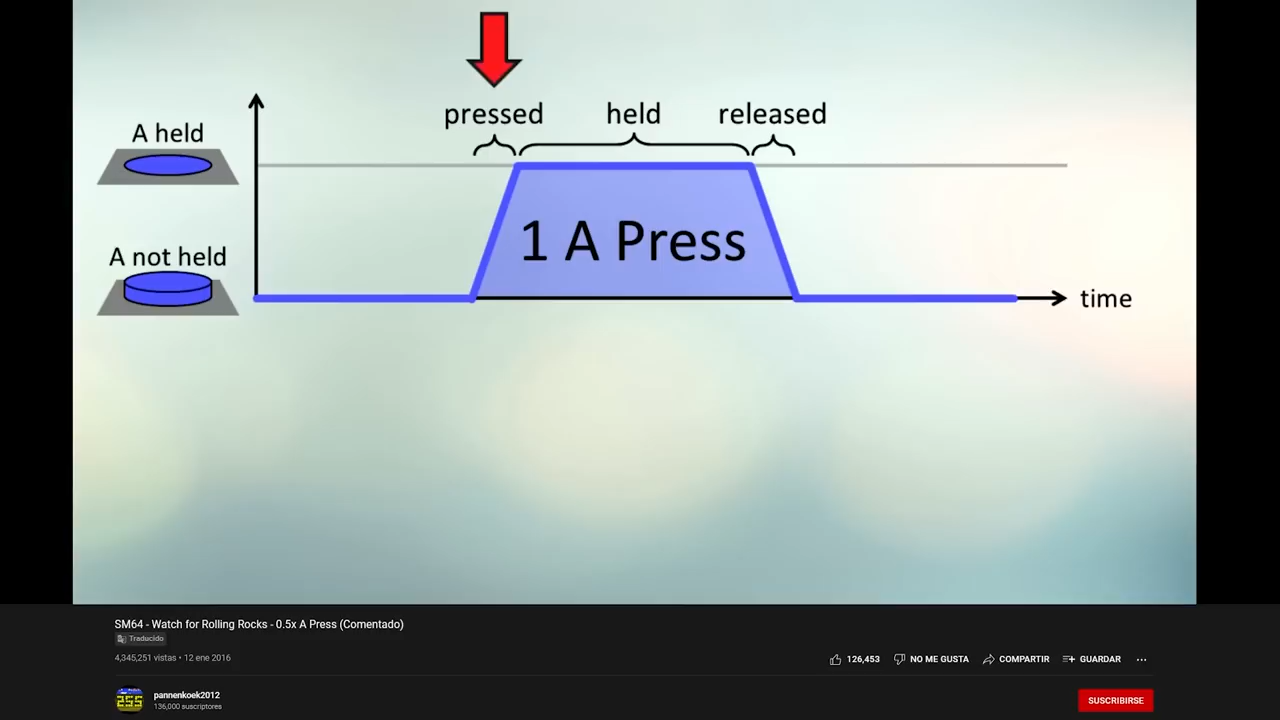 pressed held released
A held
1 A Press
A not held
time
SM64 - Watch for Rolling Rocks - 0.5x A Press (Comentado)
Traducido
4,345,251 vistas • 12 ene 2016
126,453 NO ME GUSTA COMPARTIR GUARDAR
255
pannenkoek2012
136,000 suscriptores
SUSCRIBIRSE